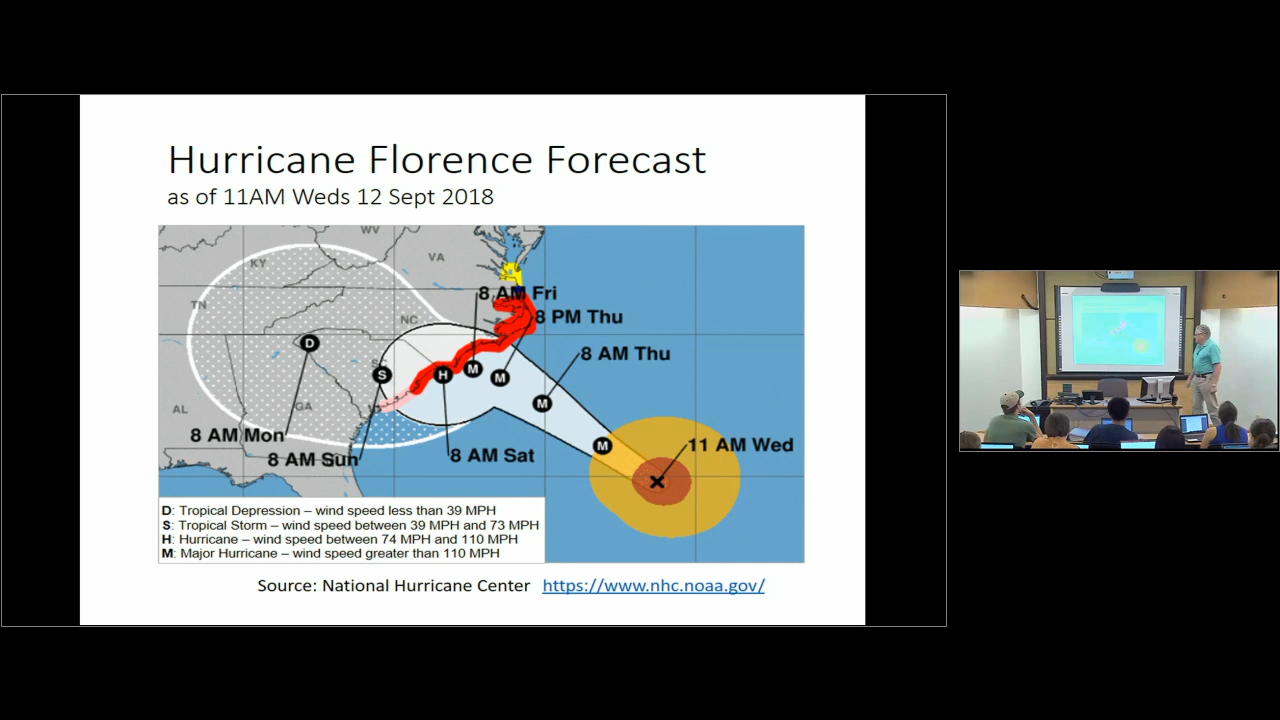 Hurricane Florence Forecast
as of 11AM Weds 12 Sept 2018
WV
KY
VA
8 AM Fri
TN
8 PM Thu
NC
8 AM Thu
D
SC
M
S
H
M
M
AL
GA
8 AM Mon
M
11 AM Wed
8 AM Sun
8 AM Sat
D: Tropical Depression – wind speed less than 39 MPH
S: Tropical Storm – wind speed between 39 MPH and 73 MPH
H: Hurricane – wind speed between 74 MPH and 110 MPH
M: Major Hurricane – wind speed greater than 110 MPH
Source: National Hurricane Center https://www.nhc.noaa.gov/